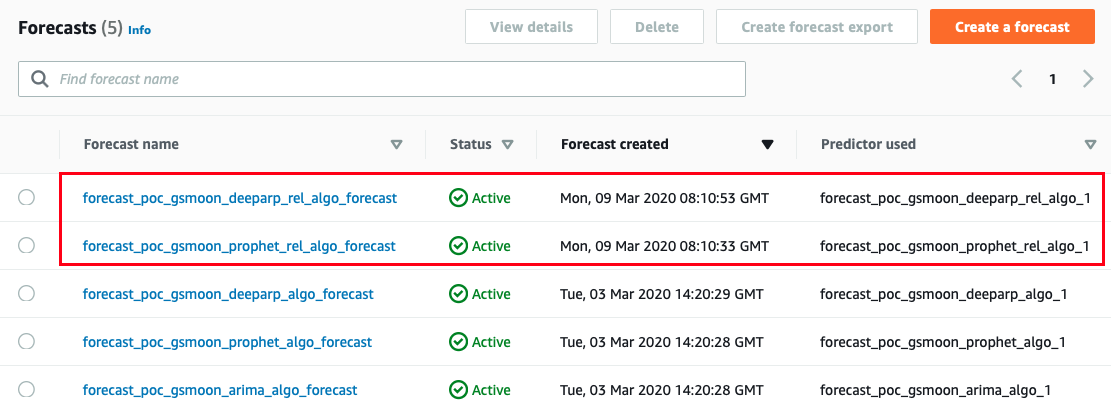 Forecasts (5) Info View details Delete Create forecast export Create a forecast
Find forecast name 1
Forecast name Status Forecast created Predictor used
forecast_poc_gsmoon_deeparp_rel_algo_forecast Active Mon, 09 Mar 2020 08:10:53 GMT forecast_poc_gsmoon_deeparp_rel_algo_1
forecast_poc_gsmoon_prophet_rel_algo_forecast Active Mon, 09 Mar 2020 08:10:33 GMT forecast_poc_gsmoon_prophet_rel_algo_1
forecast_poc_gsmoon_deeparp_algo_forecast Active Tue, 03 Mar 2020 14:20:29 GMT forecast_poc_gsmoon_deeparp_algo_1
forecast_poc_gsmoon_prophet_algo_forecast Active Tue, 03 Mar 2020 14:20:28 GMT forecast_poc_gsmoon_prophet_algo_1
forecast_poc_gsmoon_arima_algo_forecast Active Tue, 03 Mar 2020 14:20:28 GMT forecast_poc_gsmoon_arima_algo_1